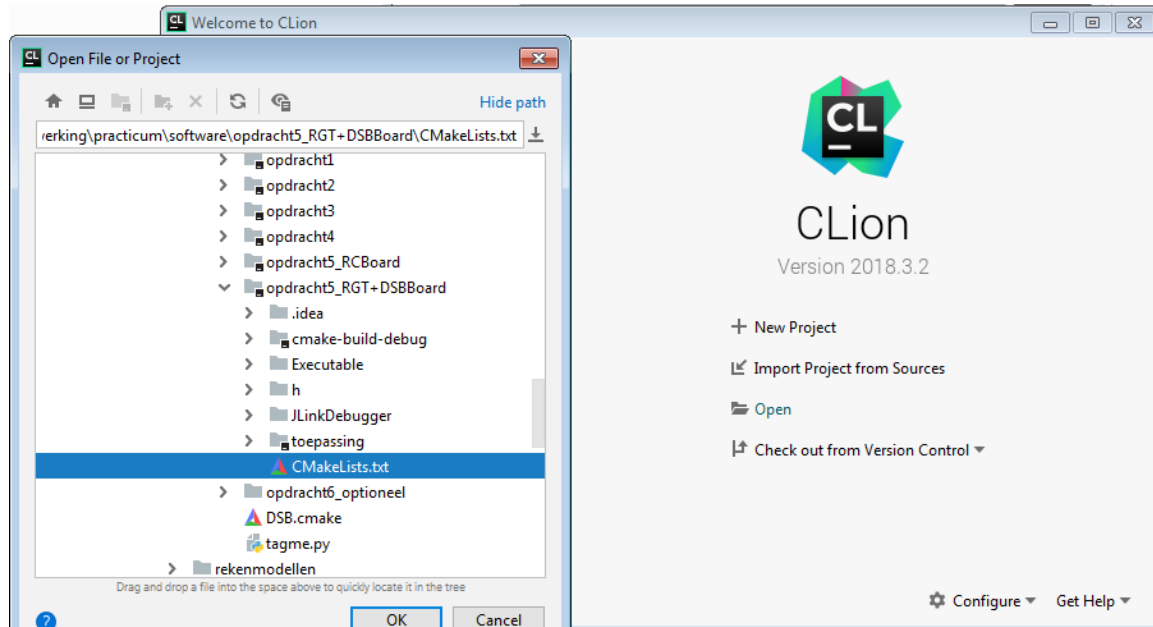 CL Welcome to CLion
CL Open File or Project
Hide path
verking\practicum\software\opdracht5_RGT+DSBBoard\CMakeLists.txt
opdracht1
opdracht2
opdracht3
opdracht4
opdracht5_RCBoard
opdracht5_RGT+DSBBoard
.idea
cmake-build-debug
Executable
h
JLinkDebugger
toepassing
CMakeLists.txt
opdracht6_optioneel
DSB.cmake
tagme.py
rekenmodellen
Drag and drop a file into the space above to quickly locate it in the tree
?
OK Cancel
CL
CLion
Version 2018.3.2
New Project
Import Project from Sources
Open
Check out from Version Control
Configure Get Help